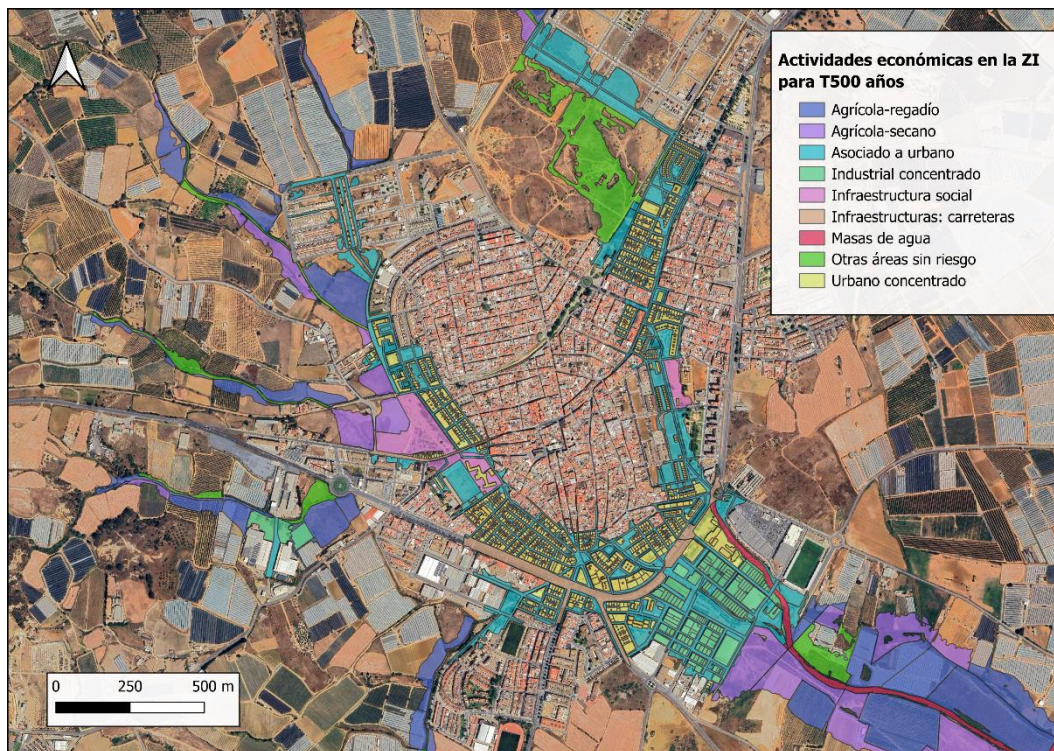 Actividades económicas en la ZI
para T500 años
Agrícola-regadío
Agrícola-secano
Asociado a urbano
Industrial concentrado
Infraestructura social
Infraestructuras: carreteras
Masas de agua
Otras áreas sin riesgo
Urbano concentrado
0 250 500 m